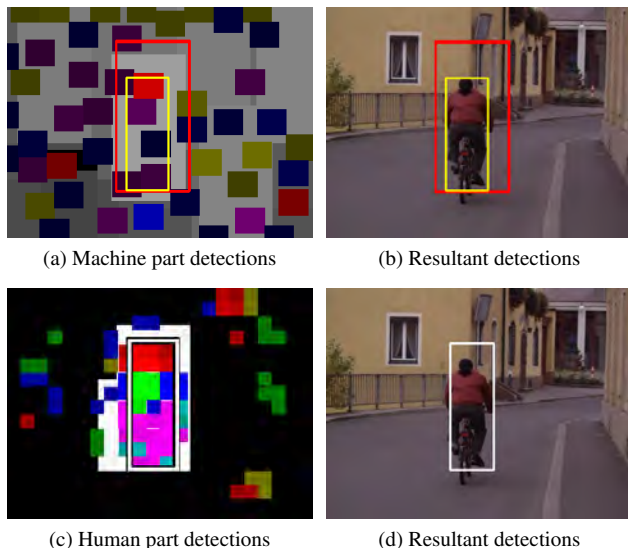 (a) Machine part detections
(b) Resultant detections
(c) Human part detections
(d) Resultant detections